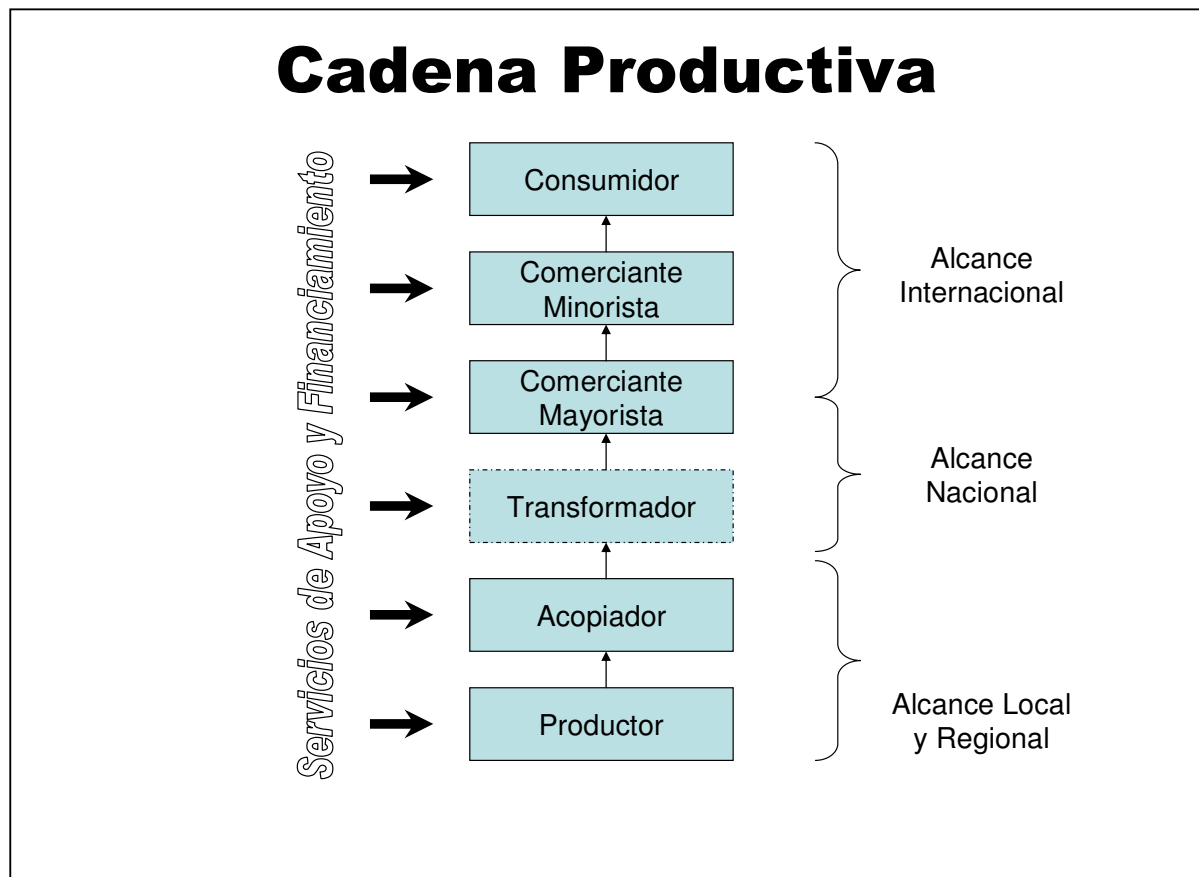 Cadena Productiva
Servicios de Apoyo y Financiamiento
Consumidor
Comerciante
Minorista
Comerciante
Mayorista
Transformador
Acopiador
Productor
Alcance
Internacional
Alcance
Nacional
Alcance Local
y Regional